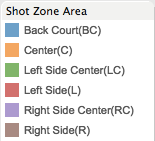 Shot Zone Area
Back Court(BC)
Center(C)
Left Side Center(LC)
Left Side(L)
Right Side Center(RC)
Right Side(R)